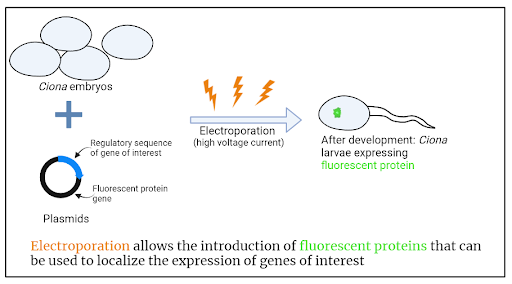 Ciona embryos
Regulatory sequence
of gene of interest
Fluorescent protein
gene
Plasmids
Electroporation
(high voltage current)
After development: Ciona
larvae expressing
fluorescent protein
Electroporation allows the introduction of fluorescent proteins that can
be used to localize the expression of genes of interest